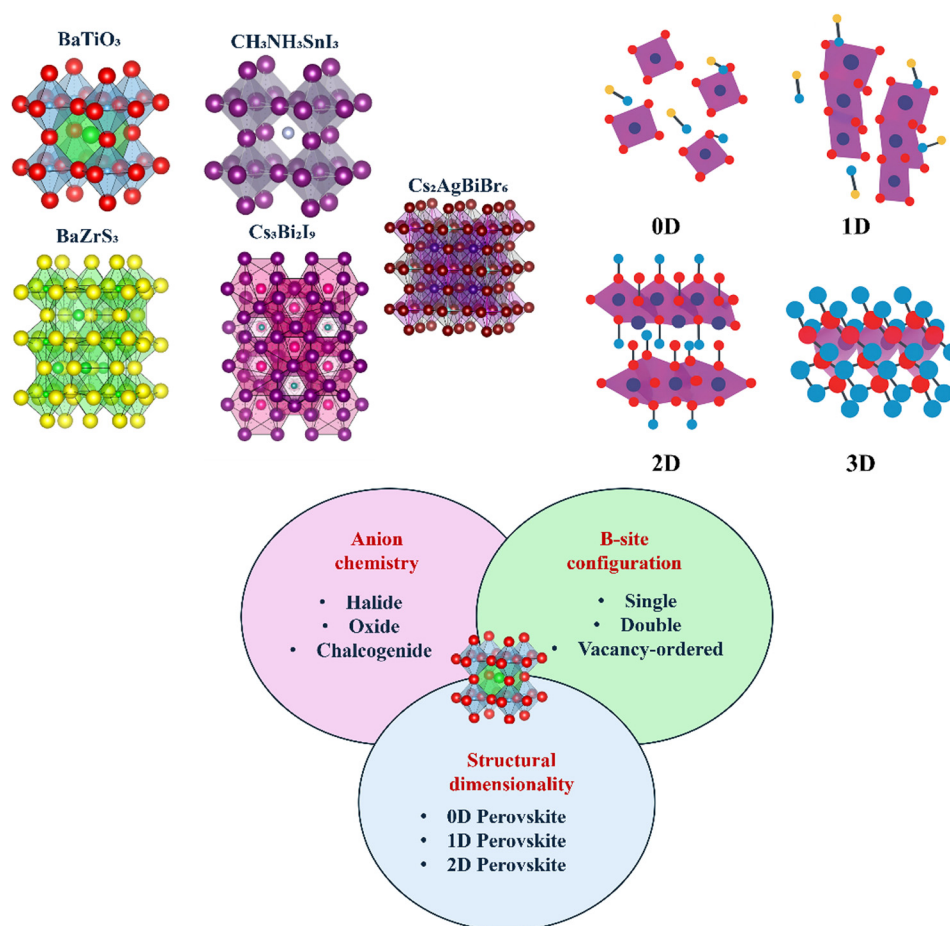 BaTiO₃
CH₃NH₃SnI₃
Cs₂AgBiBr₆
BaZrS₃
Cs₃Bi₂I₉
0D
1D
2D
3D
Anion
chemistry
• Halide
• Oxide
• Chalcogenide
B-site
configuration
• Single
• Double
• Vacancy-ordered
Structural
dimensionality
• 0D Perovskite
• 1D Perovskite
• 2D Perovskite